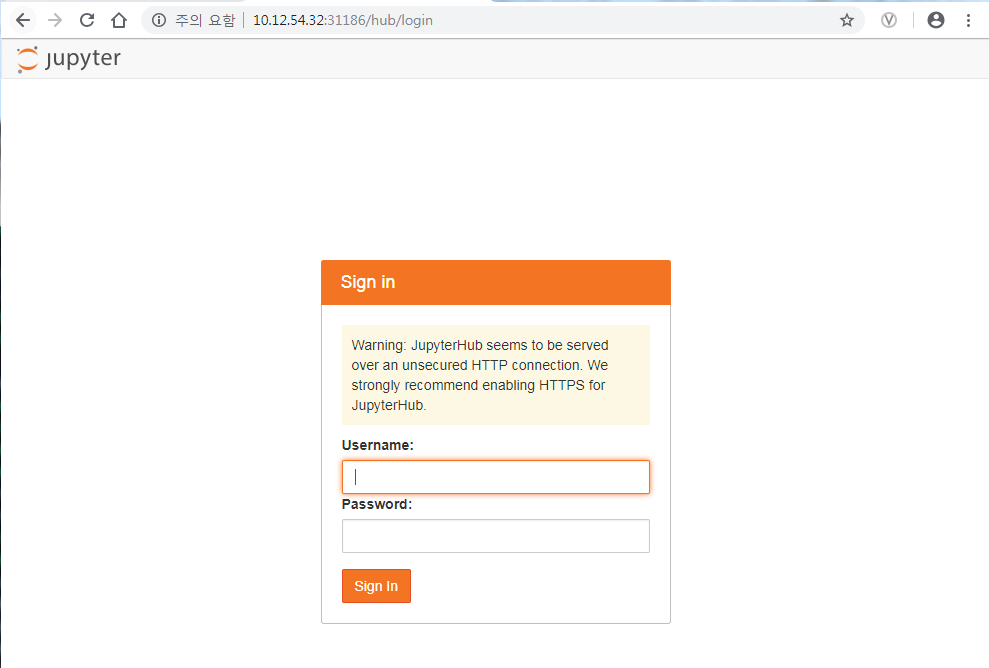 주의 요함 10.12.54.32:31186/hub/login
jupyter
Sign in
Warning: JupyterHub seems to be served
over an unsecured HTTP connection. We
strongly recommend enabling HTTPS for
JupyterHub.
Username:
Password:
Sign In